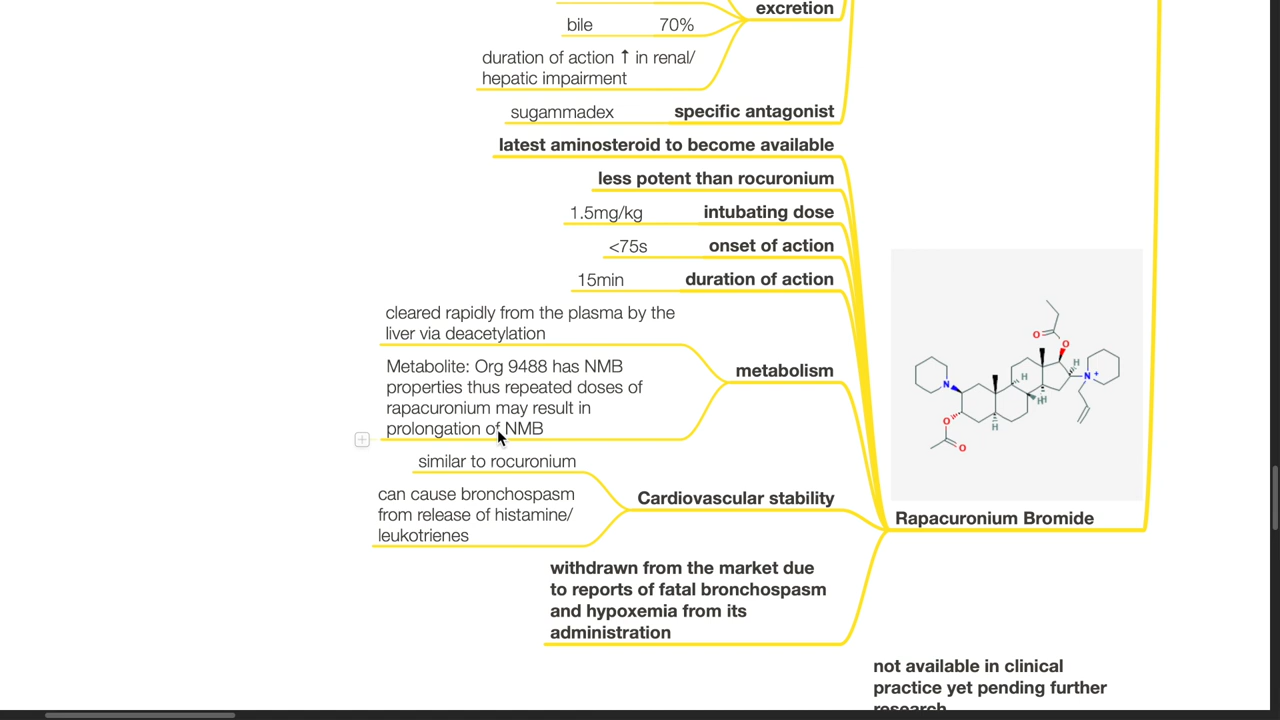 excretion
bile 70%
duration of action ↑ in renal/
hepatic impairment
sugammadex specific antagonist
latest aminosteroid to become available
less potent than rocuronium
1.5mg/kg intubating dose
<75s onset of action
15min duration of action
cleared rapidly from the plasma by the
liver via deacetylation
Metabolite: Org 9488 has NMB
properties thus repeated doses of
rapacuronium may result in
prolongation of NMB
metabolism
similar to rocuronium
can cause bronchospasm
from release of histamine/
leukotrienes
Cardiovascular stability
withdrawn from the market due
to reports of fatal bronchospasm
and hypoxemia from its
administration
O
O
H
N
N+
H
H
H
H
O
O
Rapacuronium Bromide
not available in clinical
practice yet pending further
research